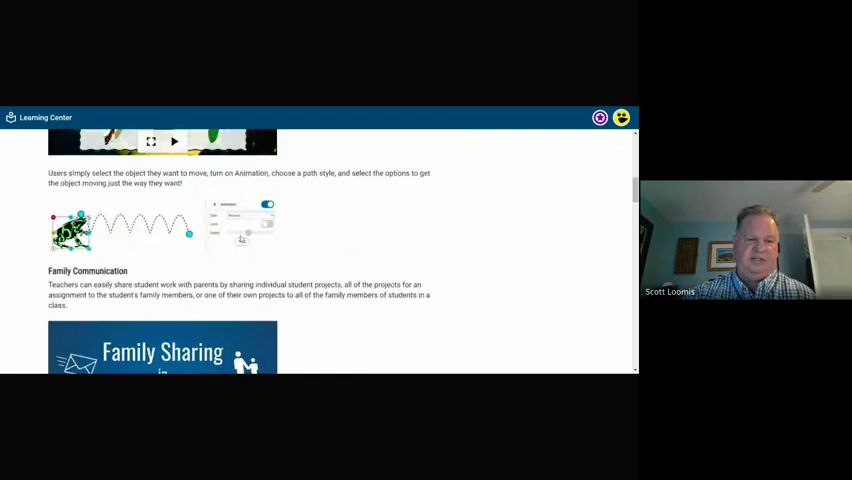 Learning Center
Users simply select the object they want to move, turn on Animation, choose a path style, and select the options to get
the object moving just the way they want!
Family Communication
Teachers can easily share student work with parents by sharing individual student projects, all of the projects for an
assignment to the student's family members, or one of their own projects to all of the family members of students in a
class.
Family Sharing
in
Scott Loomis